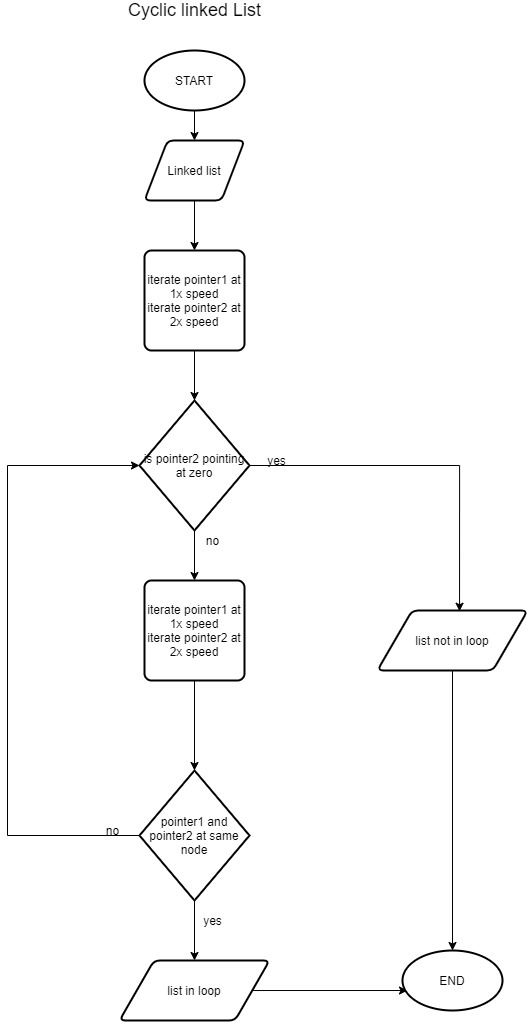 Cyclic linked List
START
Linked list
iterate pointer1 at
1x speed
iterate pointer2 at
2x speed
is pointer2 pointing
at zero
yes
no
iterate pointer1 at
1x speed
iterate pointer2 at
2x speed
list not in loop
pointer1 and
pointer2 at same
node
no
yes
list in loop
END